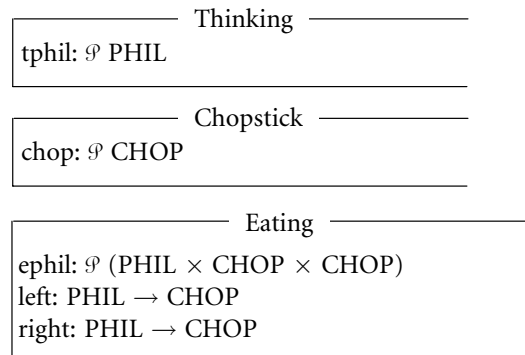 Thinking
tphil: 𝒫 PHIL
Chopstick
chop: 𝒫 CHOP
Eating
ephil: 𝒫 (PHIL × CHOP × CHOP)
left: PHIL → CHOP
right: PHIL → CHOP